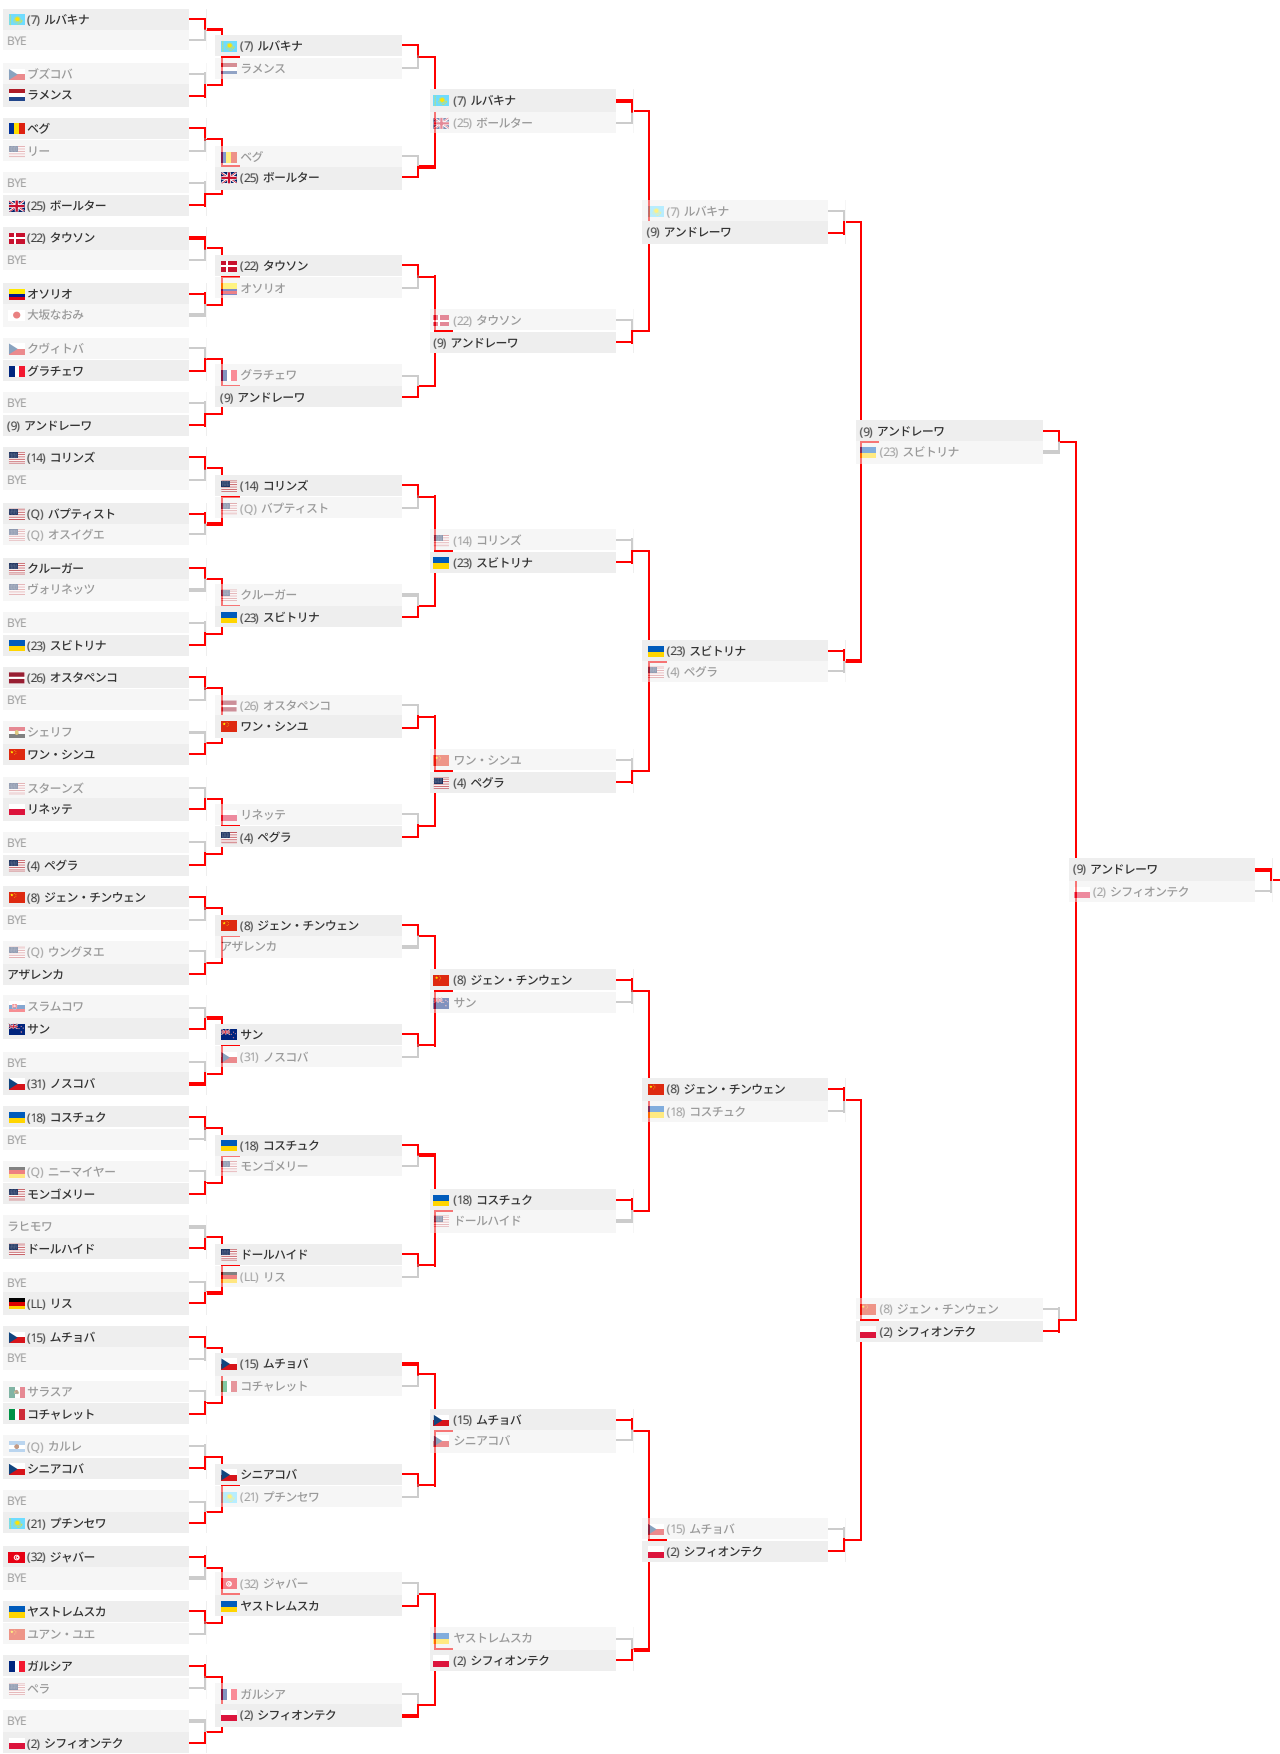 (7) ルバキナ
BYE
ブズコバ
ラメンス
ベグ
リー
BYE
(25) ボールター
(22) タウソン
BYE
オソリオ
大坂なおみ
クヴィトバ
グラチェワ
BYE
(9) アンドレーワ
(14) コリンズ
BYE
(Q) バプティスト
(Q) オスイグエ
クルーガー
ヴォリネッツ
BYE
(23) スビトリナ
(26) オスタペンコ
BYE
シェリフ
ワン・シンユ
スターンズ
リネッテ
BYE
(4) ペグラ
(8) ジェン・チンウェン
BYE
(Q) ウングヌエ
アザレンカ
スラムコワ
サン
BYE
(31) ノスコバ
(18) コスチュク
BYE
(Q) ニーマイヤー
モンゴメリー
ラヒモワ
ドールハイド
BYE
(LL) リス
(15) ムチョバ
BYE
サラスア
コチャレット
(Q) カルレ
シニアコバ
BYE
(21) プチンセワ
(32) ジャバー
BYE
ヤストレムスカ
ユアン・ユエ
ガルシア
ペラ
BYE
(2) シフィオンテク
(7) ルバキナ
ラメンス
ベグ
(25) ボールター
(22) タウソン
オソリオ
グラチェワ
(9) アンドレーワ
(14) コリンズ
(Q) バプティスト
クルーガー
(23) スビトリナ
(26) オスタペンコ
ワン・シンユ
リネッテ
(4) ペグラ
(8) ジェン・チンウェン
アザレンカ
サン
(31) ノスコバ
(18) コスチュク
モンゴメリー
ドールハイド
(LL) リス
(15) ムチョバ
コチャレット
シニアコバ
(21) プチンセワ
(32) ジャバー
ヤストレムスカ
ガルシア
(2) シフィオンテク
(7) ルバキナ
(25) ボールター
(22) タウソン
(9) アンドレーワ
(14) コリンズ
(23) スビトリナ
ワン・シンユ
(4) ペグラ
(8) ジェン・チンウェン
サン
(18) コスチュク
ドールハイド
(15) ムチョバ
シニアコバ
ヤストレムスカ
(2) シフィオンテク
(7) ルバキナ
(9) アンドレーワ
(23) スビトリナ
(4) ペグラ
(8) ジェン・チンウェン
(18) コスチュク
(15) ムチョバ
(2) シフィオンテク
(9) アンドレーワ
(23) スビトリナ
(8) ジェン・チンウェン
(2) シフィオンテク
(9) アンドレーワ
(2) シフィオンテク